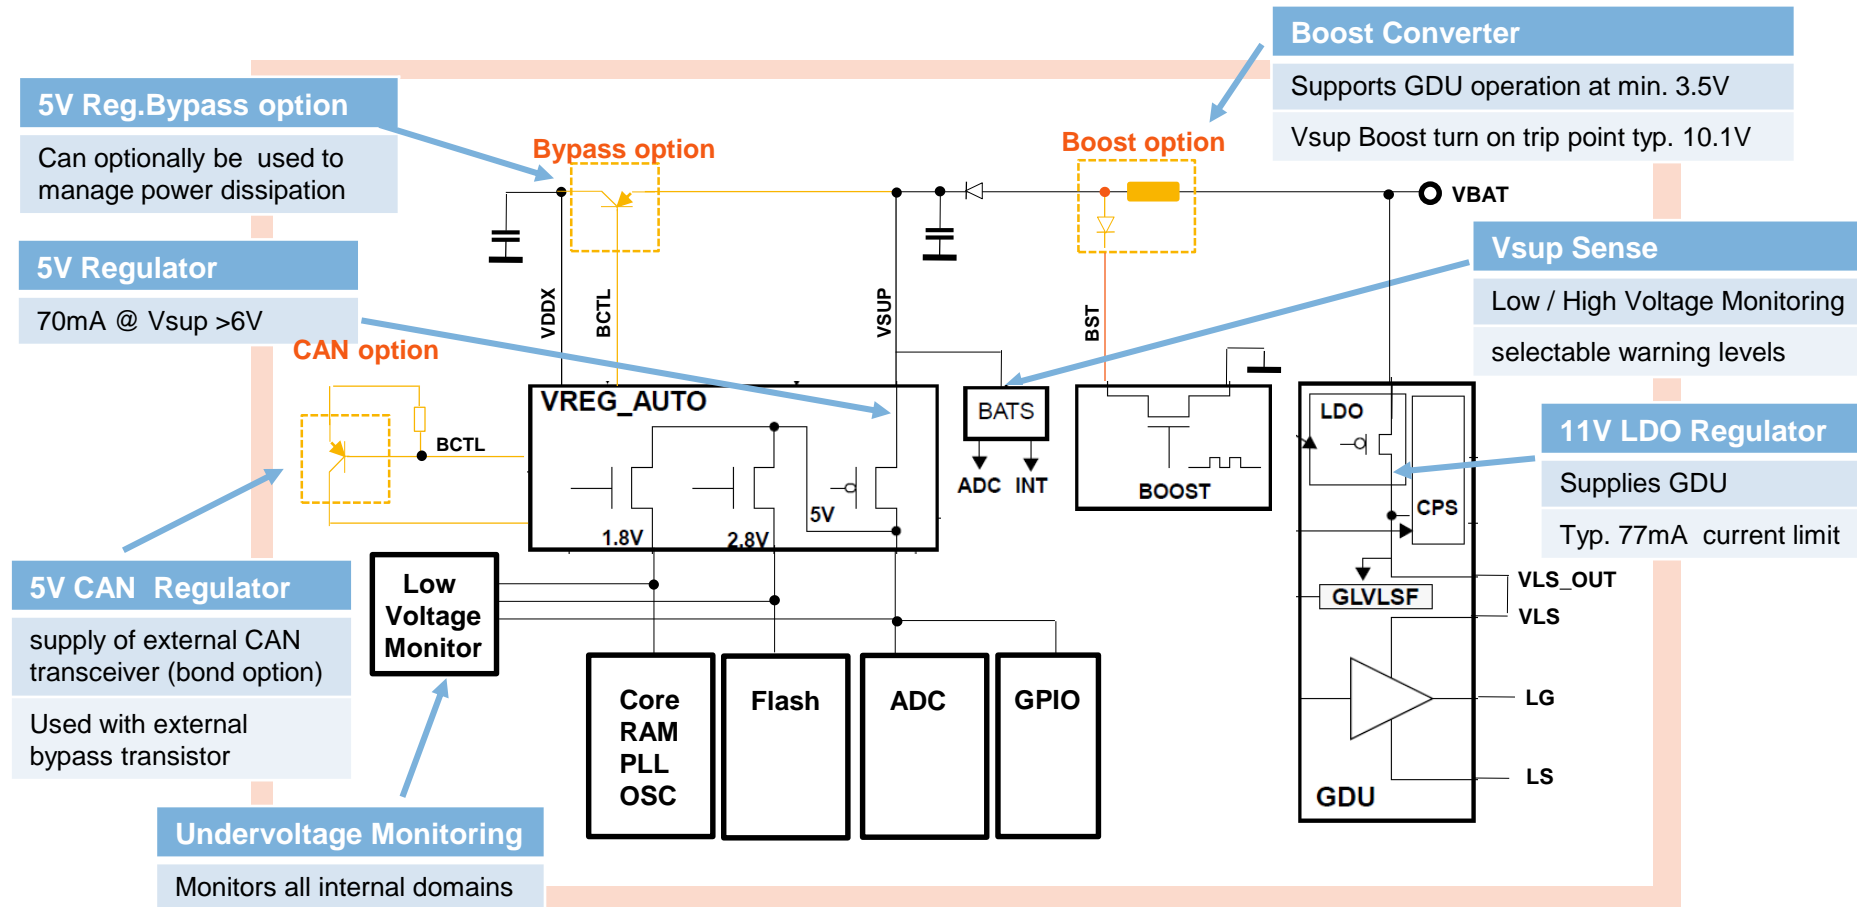 Boost Converter
Supports GDU operation at min. 3.5V
Vsup Boost turn on trip point typ. 10.1V
5V Reg.Bypass option
Can optionally be used to
manage power dissipation
Bypass option
Boost option
VBAT
5V Regulator
70mA @ Vsup >6V
Vsup Sense
Low / High Voltage Monitoring
selectable warning levels
VDDX
BCTL
VSUP
BST
CAN option
VREG_AUTO
BATS
ADC
INT
BOOST
LDO
CPS
11V LDO Regulator
Supplies GDU
Typ. 77mA current limit
BCTL
5V
1.8V
2.8V
5V CAN Regulator
supply of external CAN
transceiver (bond option)
Used with external
bypass transistor
Low
Voltage
Monitor
GLVLSF
VLS_OUT
VLS
LG
LS
GDU
Core
RAM
PLL
OSC
Flash
ADC
GPIO
Undervoltage Monitoring
Monitors all internal domains